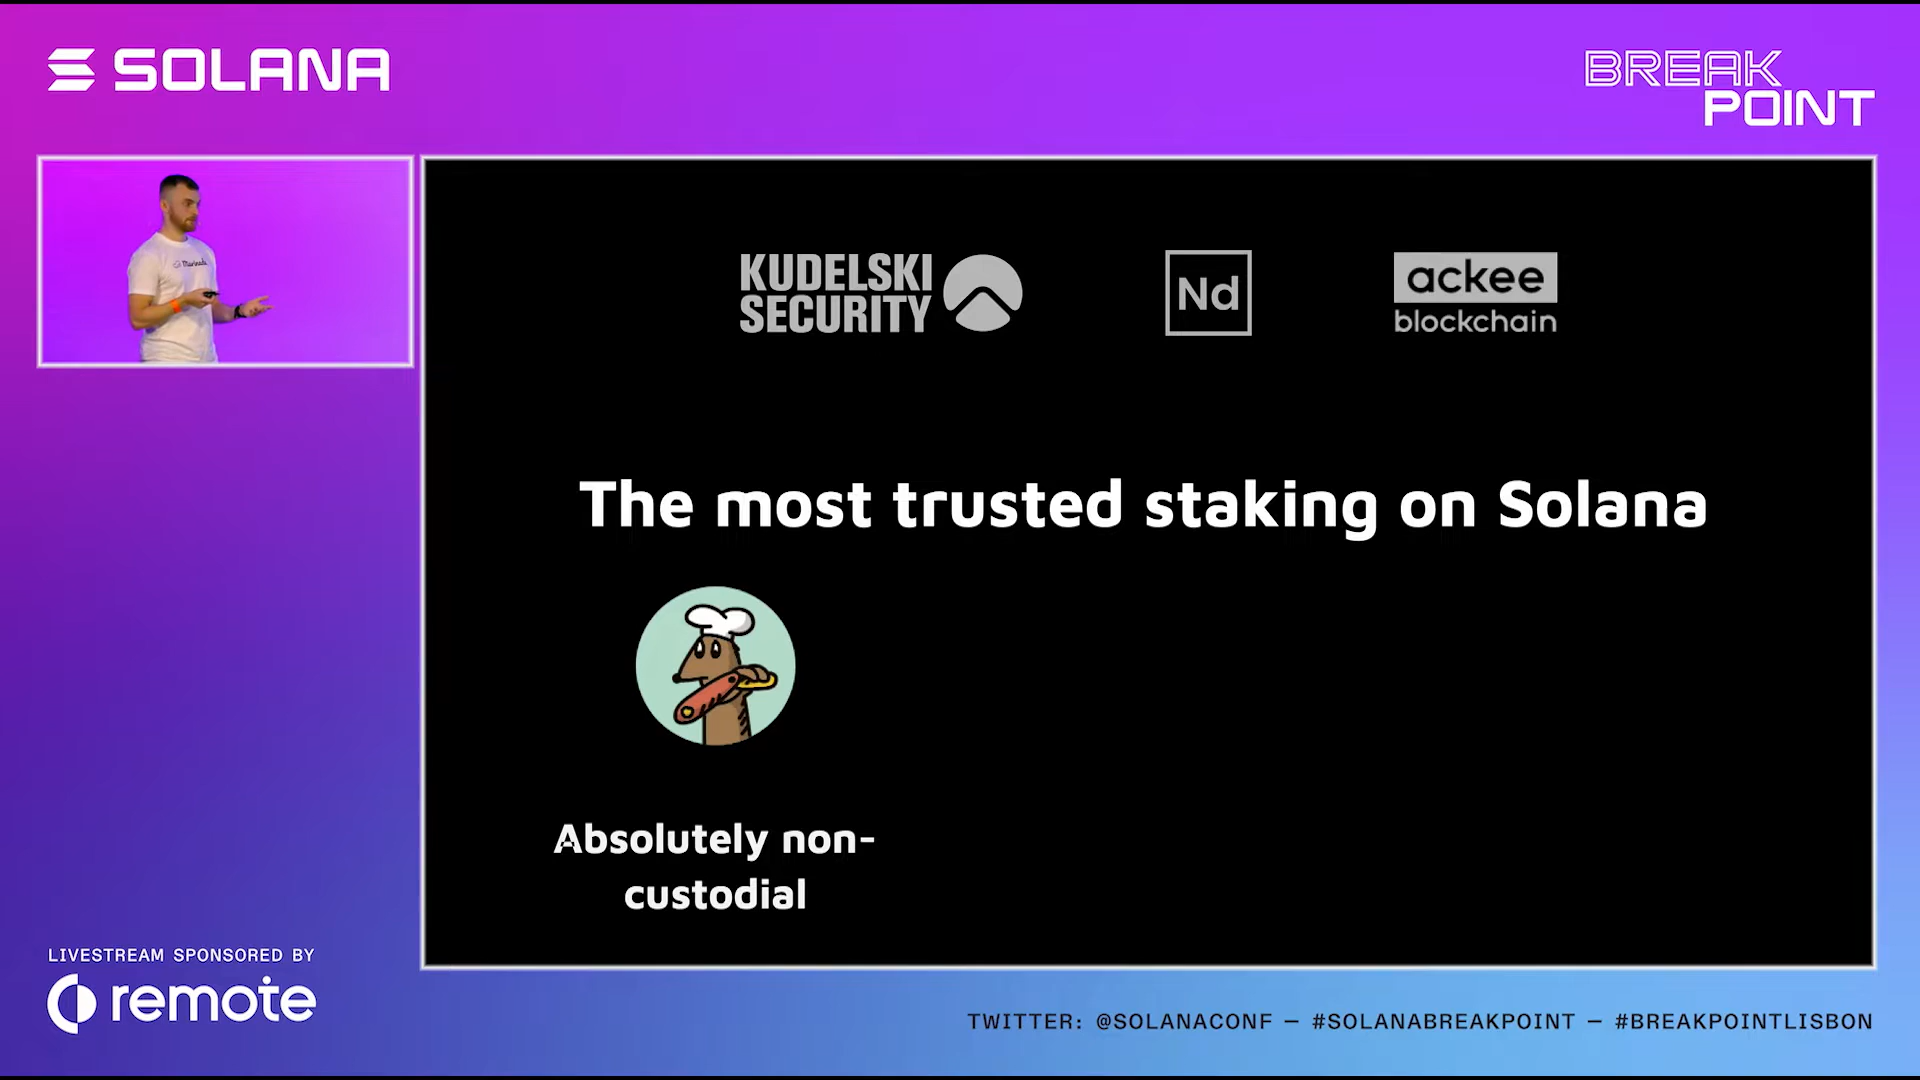 SOLANA
BREAK
POINT
Marinade
KUDELSKI
SECURITY
Nd
ackee
blockchain
The most trusted staking on Solana
Absolutely non-
custodial
LIVESTREAM SPONSORED BY
remote
TWITTER: @SOLANACONF — #SOLANABREAKPOINT — #BREAKPOINTLISBON